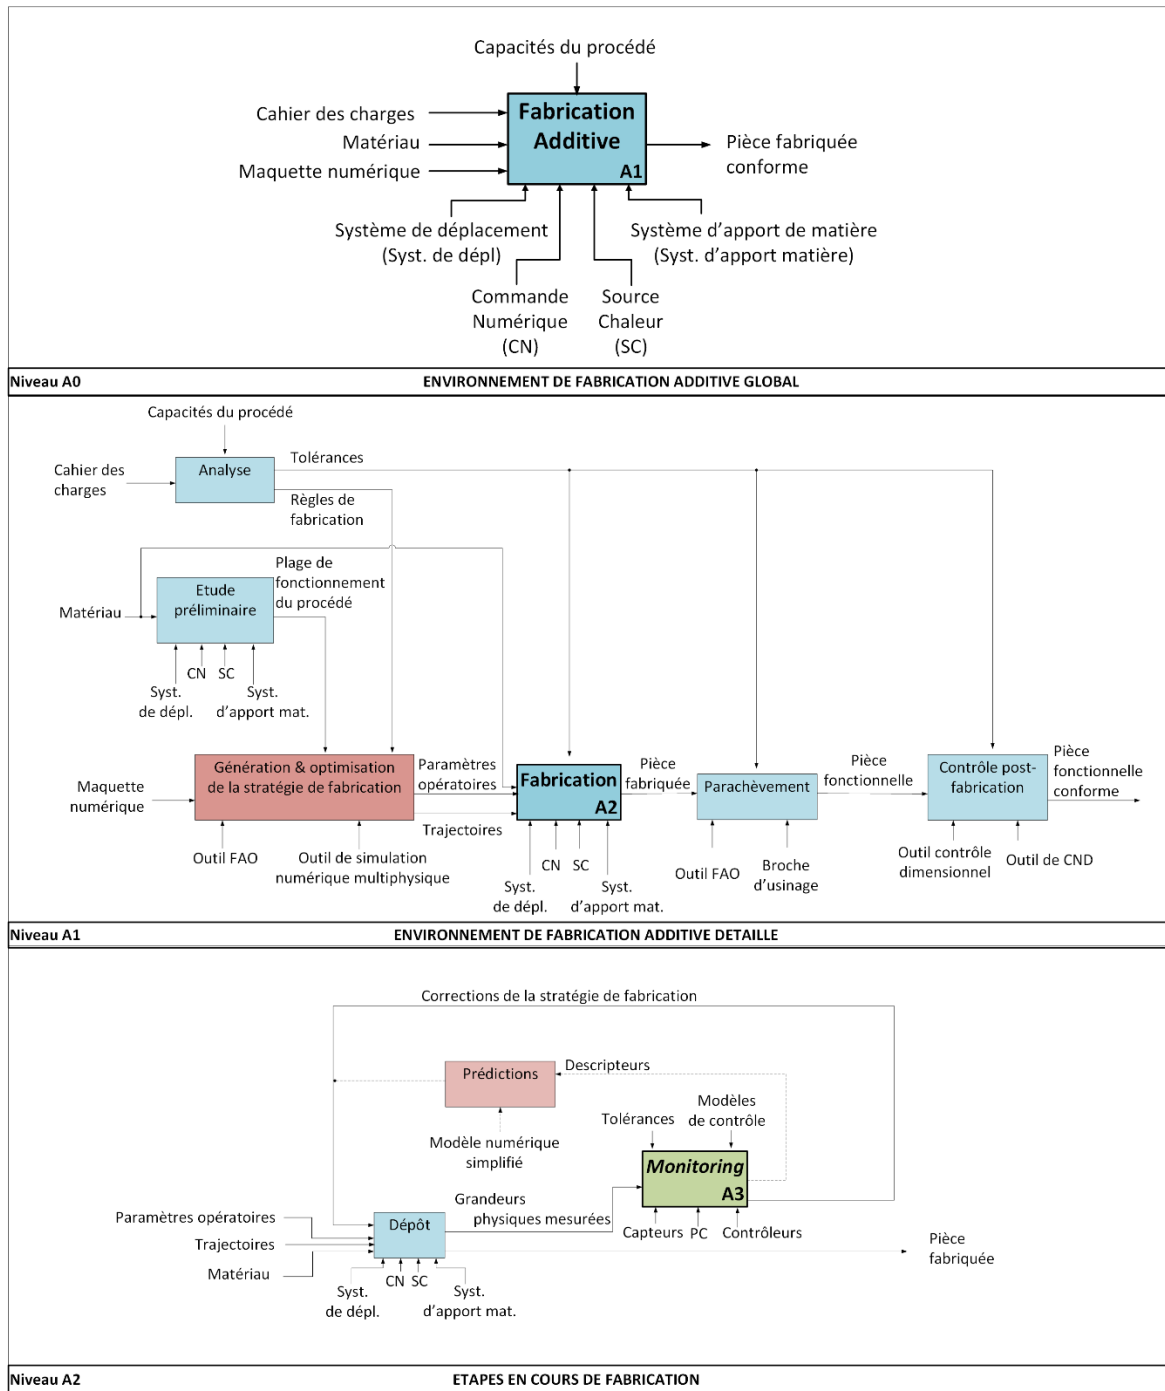 Capacités du procédé
Cahier des charges
Matériau
Maquette numérique
Fabrication
Additive
A1
Pièce fabriquée
conforme
Système de déplacement
(Syst. de dépl)
Système d'apport de matière
(Syst. d'apport matière)
Commande
Numérique
(CN)
Source
Chaleur
(SC)
Niveau A0
ENVIRONNEMENT DE FABRICATION ADDITIVE GLOBAL
Capacités du procédé
Cahier des
charges
Analyse
Tolérances
Règles de
fabrication
Matériau
Etude
préliminaire
Plage de
fonctionnement
du procédé
Syst.
de dépl.
CN
SC
Syst.
d'apport mat.
Maquette
numérique
Génération & optimisation
de la stratégie de fabrication
Paramètres
opératoires
Trajectoires
Outil FAO
Outil de simulation
numérique multiphysique
Fabrication
A2
Syst.
de dépl.
CN
SC
Syst.
d'apport mat.
Pièce
fabriquée
Parachèvement
Outil FAO
Broche
d'usinage
Pièce
fonctionnelle
Contrôle post-
fabrication
Outil contrôle
dimensionnel
Outil de CND
Pièce
fonctionnelle
conforme
Niveau A1
ENVIRONNEMENT DE FABRICATION ADDITIVE DETAILLE
Corrections de la stratégie de fabrication
Prédictions
Descripteurs
Modèle numérique
simplifié
Tolérances
Modèles
de contrôle
Monitoring
A3
Capteurs
PC
Contrôleurs
Grandeurs
physiques mesurées
Paramètres opératoires
Trajectoires
Matériau
Dépôt
Syst.
de dépl.
CN
SC
Syst.
d'apport mat.
Pièce
fabriquée
Niveau A2
ETAPES EN COURS DE FABRICATION